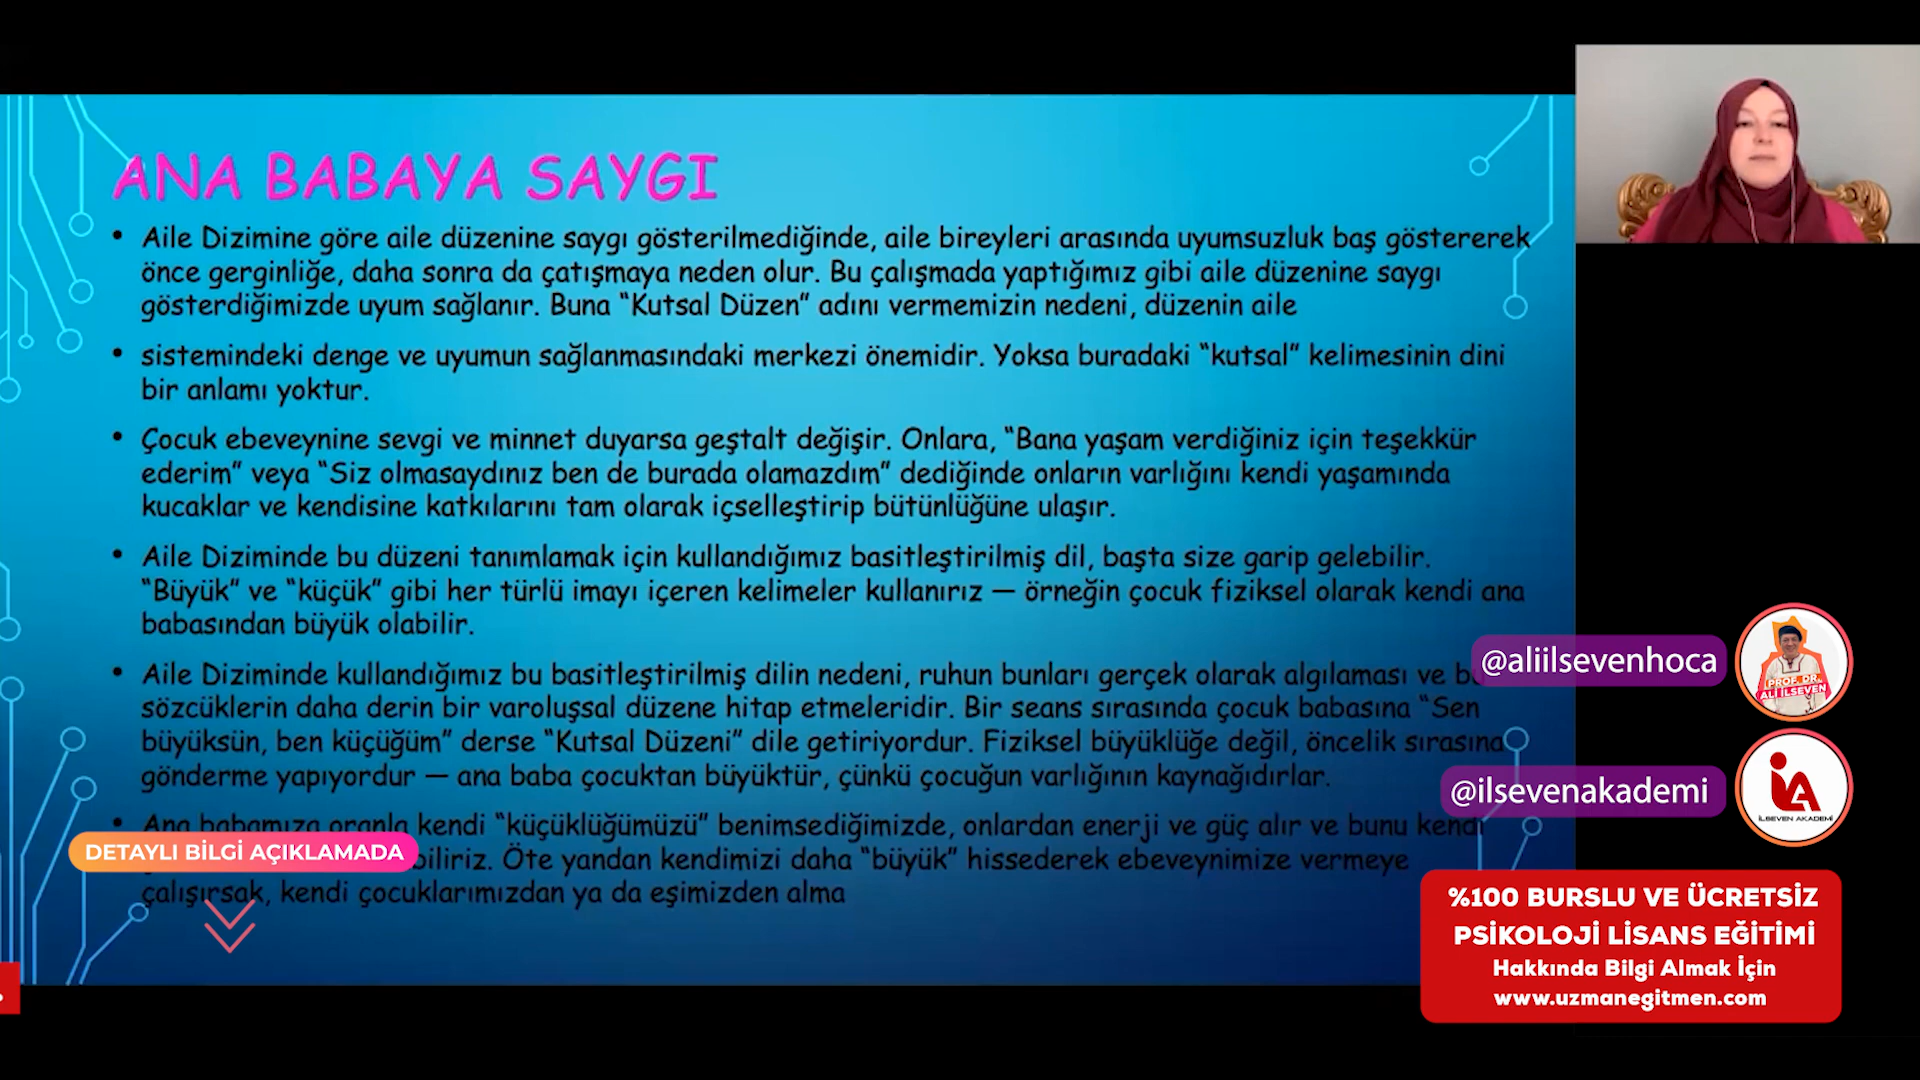 ANA BABAYA SAYGI
• Aile Dizimine göre aile düzenine saygı gösterilmediğinde, aile bireyleri arasında uyumsuzluk baş göstererek
önce gerginliğe, daha sonra da çatışmaya neden olur. Bu çalışmada yaptığımız gibi aile düzenine saygı
gösterdiğimizde uyum sağlanır. Buna “Kutsal Düzen” adını vermemizin nedeni, düzenin aile
• sistemindeki denge ve uyumun sağlanmasındaki merkezi önemidir. Yoksa buradaki “kutsal” kelimesinin dini
bir anlamı yoktur.
• Çocuk ebeveynine sevgi ve minnet duyarsa geştalt değişir. Onlara, “Bana yaşam verdiğiniz için teşekkür
ederim” veya “Siz olmasaydınız ben de burada olamazdım” dediğinde onların varlığını kendi yaşamında
kucaklar ve kendisine katkılarını tam olarak içselleştirip bütünlüğüne ulaşır.
• Aile Diziminde bu düzeni tanımlamak için kullandığımız basitleştirilmiş dil, başta size garip gelebilir.
“Büyük” ve “küçük” gibi her türlü imayı içeren kelimeler kullanırız — örneğin çocuk fiziksel olarak kendi ana
babasından büyük olabilir.
• Aile Diziminde kullandığımız bu basitleştirilmiş dilin nedeni, ruhun bunları gerçek olarak algılaması ve
sözcüklerin daha derin bir varoluşsal düzene hitap etmeleridir. Bir seans sırasında çocuk babasına “Sen
büyüksün, ben küçüğüm” derse “Kutsal Düzeni” dile getiriyordur. Fiziksel büyüklüğe değil, öncelik sırasına
gönderme yapıyordur — ana baba çocuktan büyüktür, çünkü çocuğun varlığının kaynağıdırlar.
• Ana babamıza oranla kendi “küçüklüğümüzü” benimsediğimizde, onlardan enerji ve güç alır ve bunu kendi
biliriz. Öte yandan kendimizi daha “büyük” hissederek ebeveynimize vermeye
çalışırsak, kendi çocuklarımızdan ya da eşimizden alma
DETAYLI BİLGİ AÇIKLAMADA
@aliilsevenhoca
PROF. DR.
ALİ İLSEVEN
@ilsevenakademi
İLSEVEN AKADEMİ
%100 BURSLU VE ÜCRETSİZ
PSİKOLOJİ LİSANS EĞİTİMİ
Hakkında Bilgi Almak İçin
www.uzmanegitmen.com